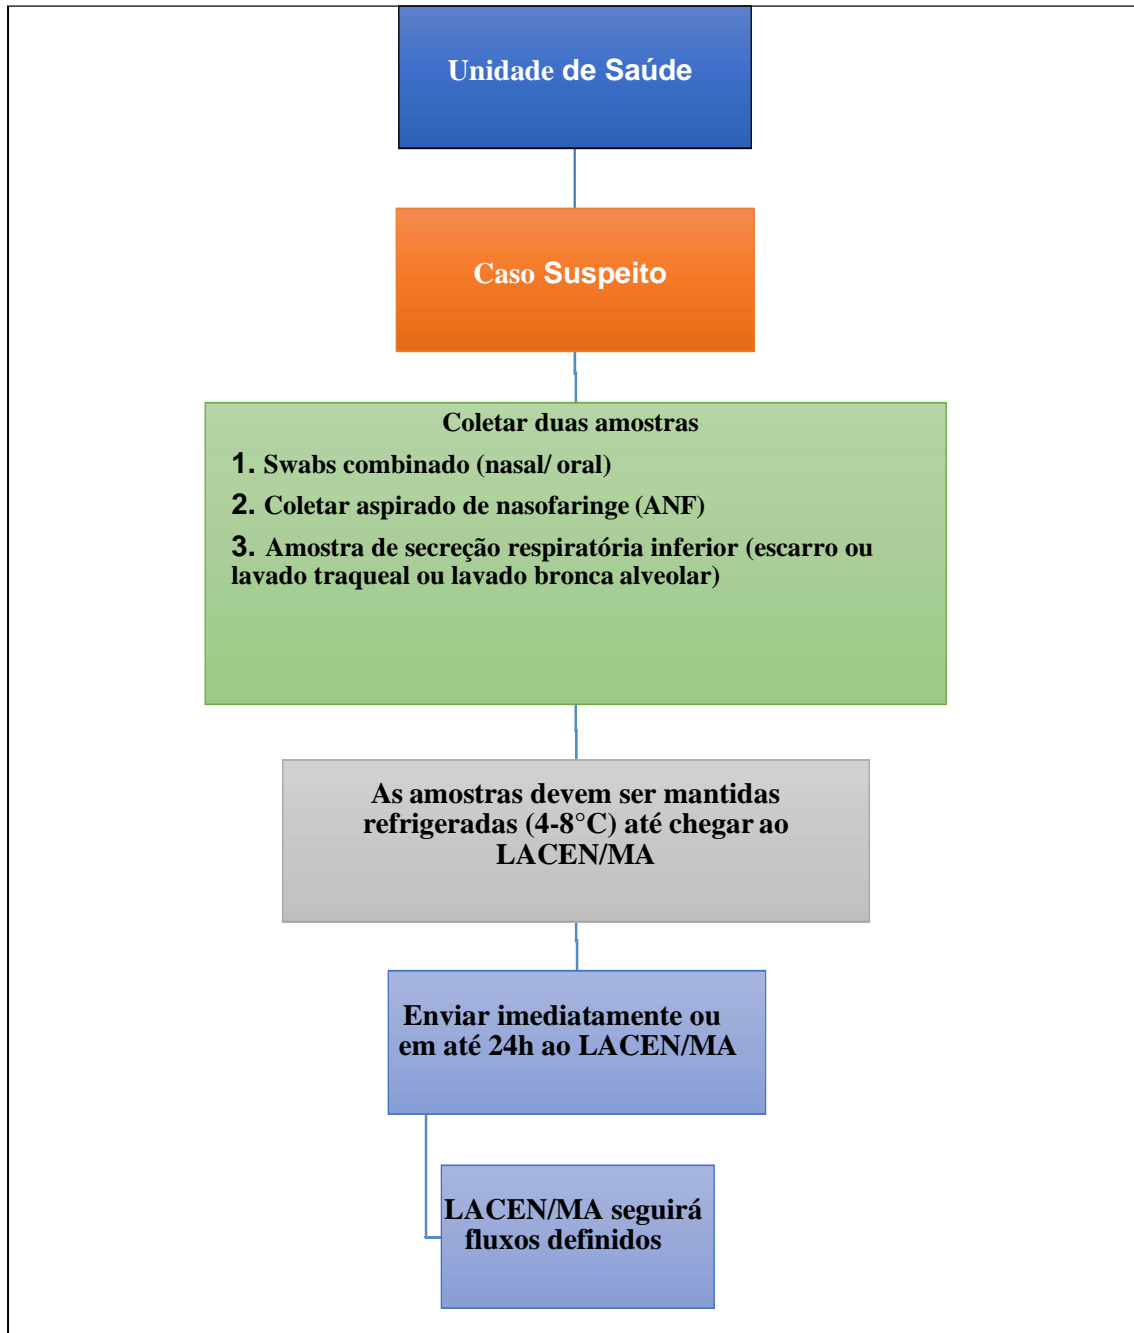 Unidade de Saúde
Caso Suspeito
Coletar duas amostras
1. Swabs combinado (nasal/ oral)
2. Coletar aspirado de nasofaringe (ANF)
3. Amostra de secreção respiratória inferior (escarro ou
lavado traqueal ou lavado bronca alveolar)
As amostras devem ser mantidas
refrigeradas (4-8°C) até chegar ao
LACEN/MA
Enviar imediatamente ou
em até 24h ao LACEN/MA
LACEN/MA seguirá
fluxos definidos